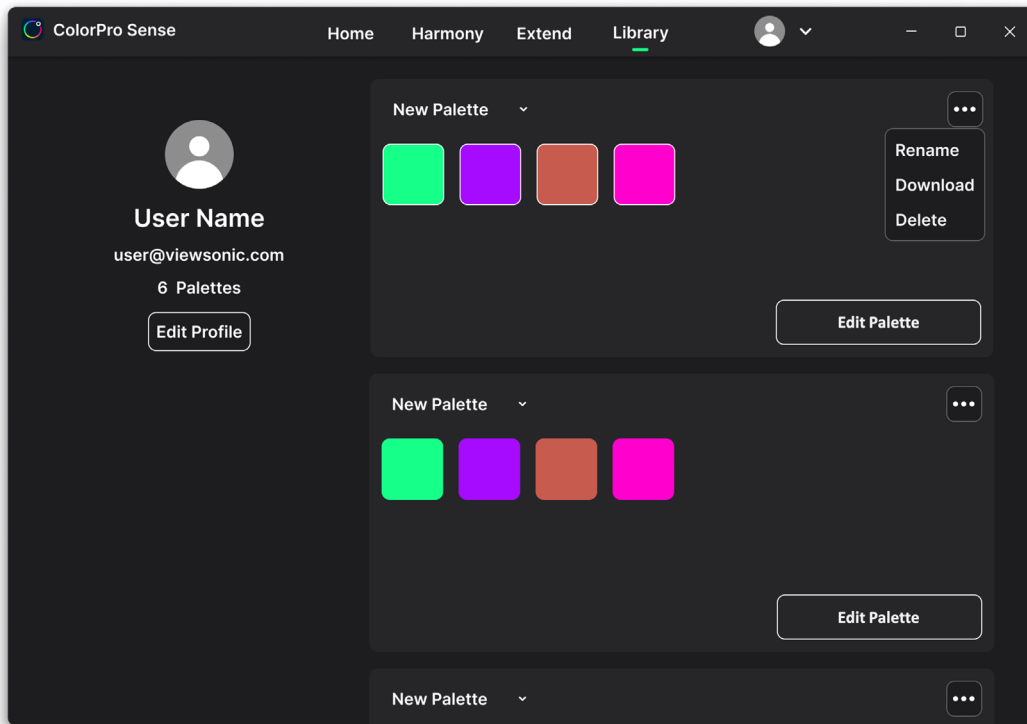 ColorPro Sense
Home Harmony Extend Library
User Name
user@viewsonic.com
6 Palettes
Edit Profile
New Palette
Rename
Download
Delete
Edit Palette
New Palette
Edit Palette
New Palette